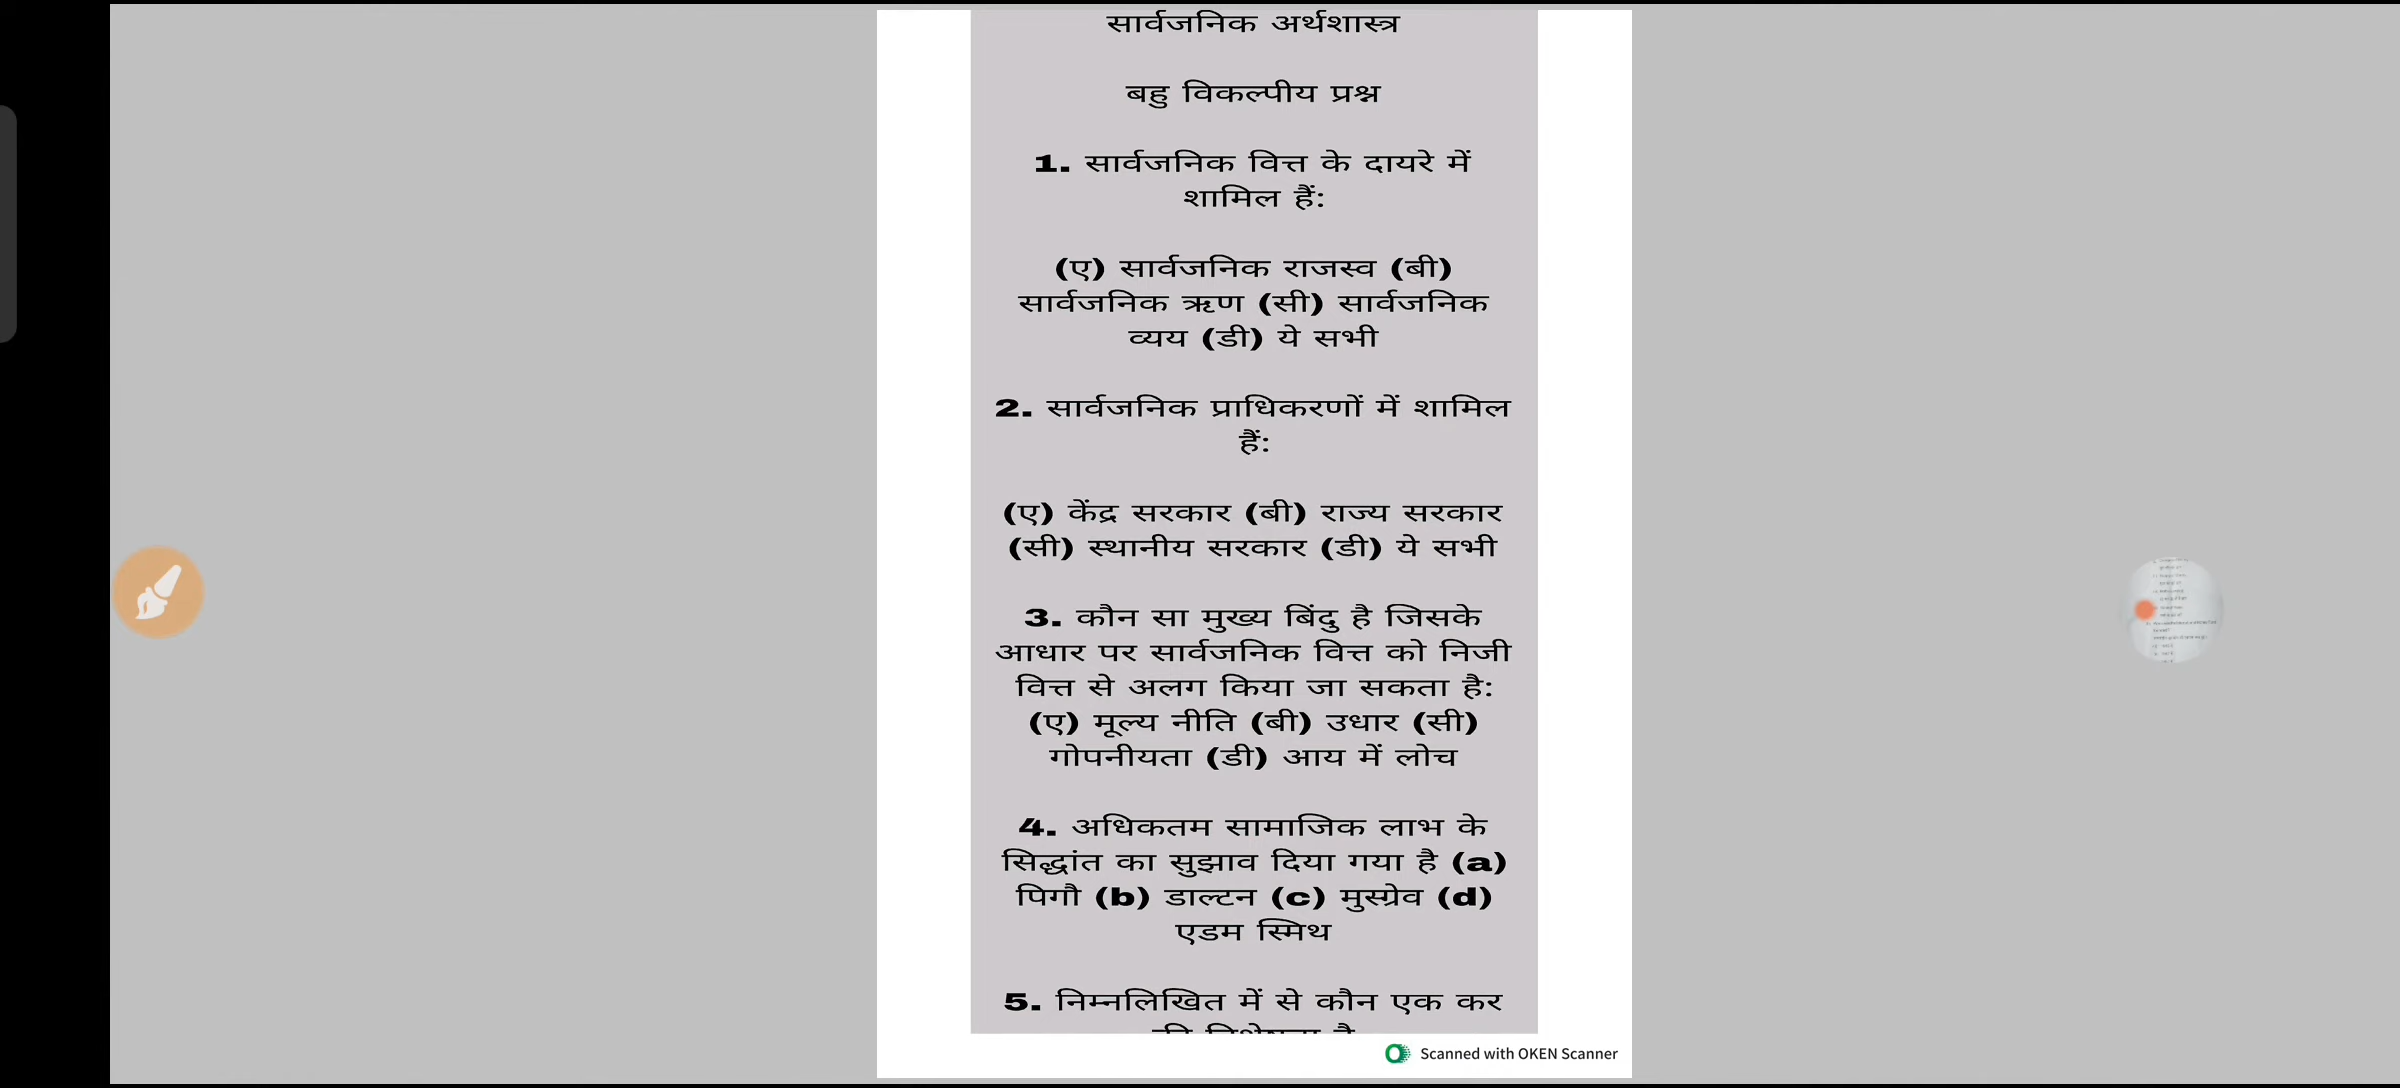 सार्वजनिक अर्थशास्त्र
बहु विकल्पीय प्रश्न
1. सार्वजनिक वित्त के दायरे में
शामिल हैं:
(ए) सार्वजनिक राजस्व (बी)
सार्वजनिक ऋण (सी) सार्वजनिक
व्यय (डी) ये सभी
2. सार्वजनिक प्राधिकरणों में शामिल
हैं:
(ए) केंद्र सरकार (बी) राज्य सरकार
(सी) स्थानीय सरकार (डी) ये सभी
3. कौन सा मुख्य बिंदु है जिसके
आधार पर सार्वजनिक वित्त को निजी
वित्त से अलग किया जा सकता है:
(ए) मूल्य नीति (बी) उधार (सी)
गोपनीयता (डी) आय में लोच
4. अधिकतम सामाजिक लाभ के
सिद्धांत का सुझाव दिया गया है (a)
पिगौ (b) डाल्टन (c) मुस्ग्रेव (d)
एडम स्मिथ
5. निम्नलिखित में से कौन एक कर
Scanned with OKEN Scanner